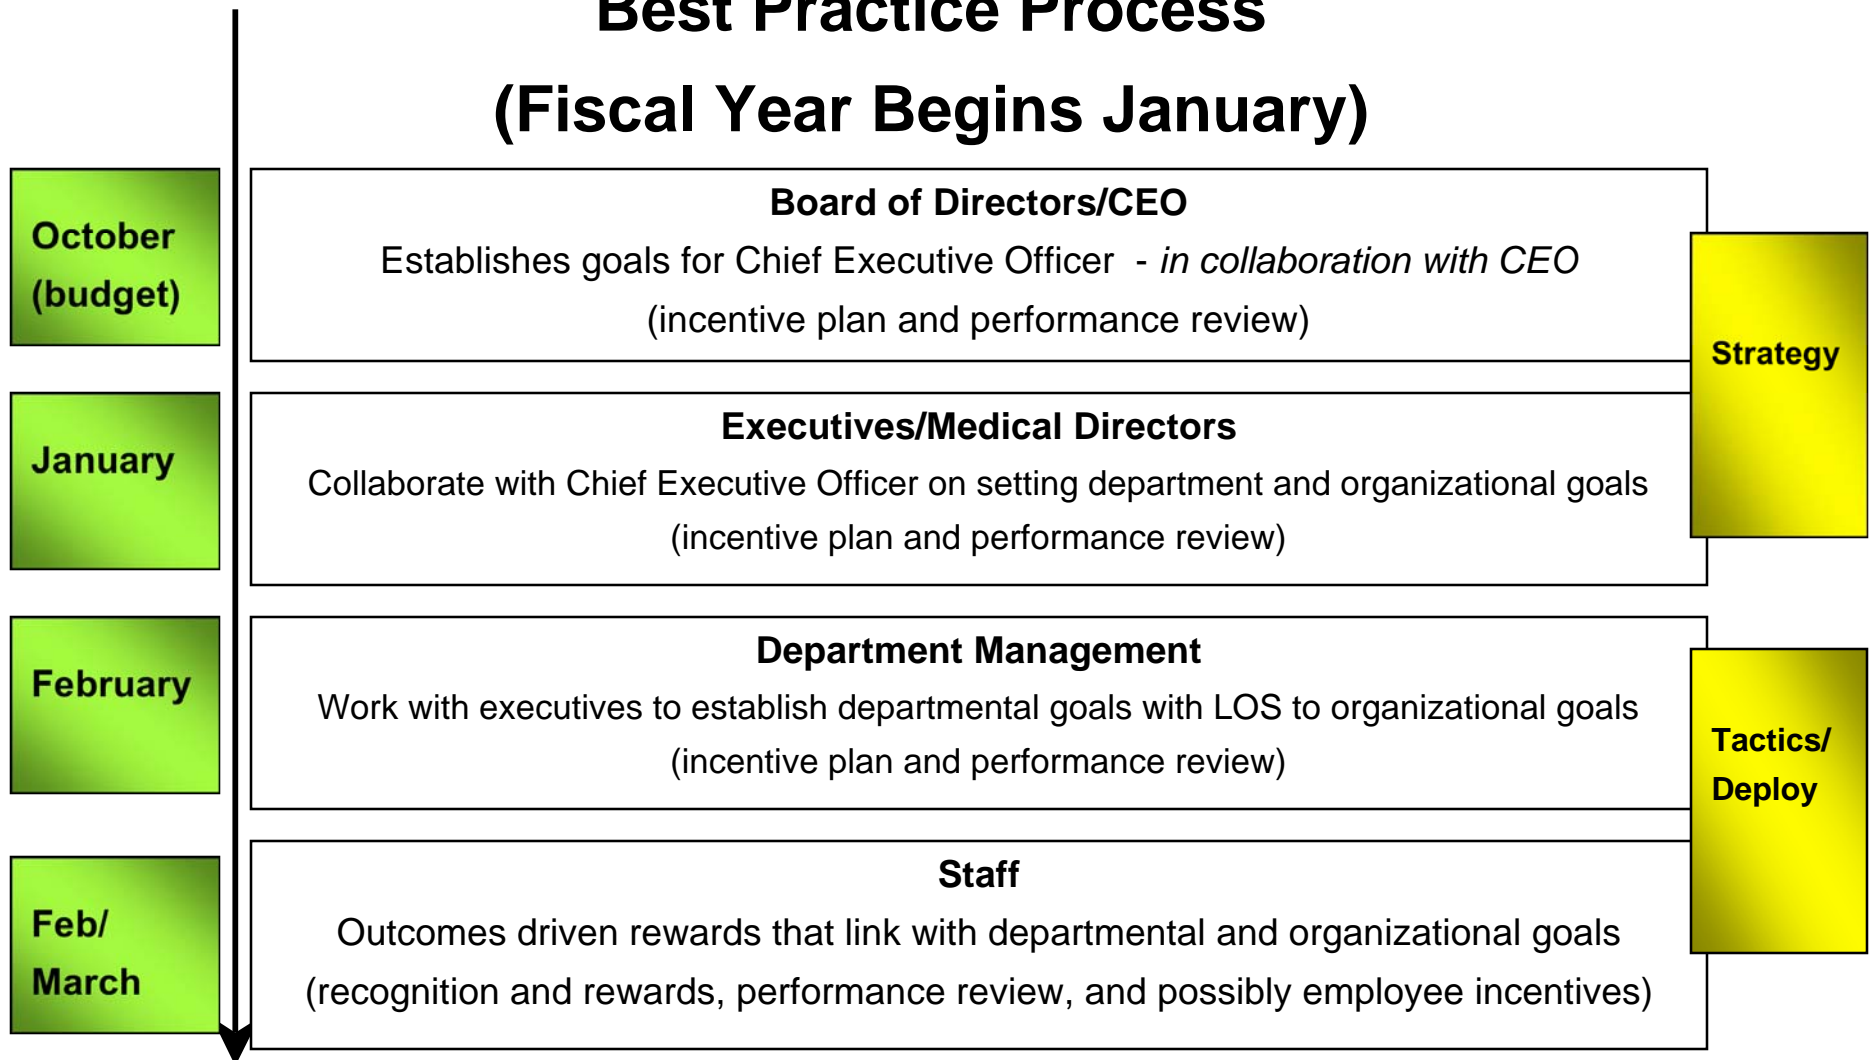 Best Practice Process
(Fiscal Year Begins January)
October
(budget)
Board of Directors/CEO
Establishes goals for Chief Executive Officer - in collaboration with CEO
(incentive plan and performance review)
Strategy
January
Executives/Medical Directors
Collaborate with Chief Executive Officer on setting department and organizational goals
(incentive plan and performance review)
February
Department Management
Work with executives to establish departmental goals with LOS to organizational goals
(incentive plan and performance review)
Tactics/
Deploy
Feb/
March
Staff
Outcomes driven rewards that link with departmental and organizational goals
(recognition and rewards, performance review, and possibly employee incentives)